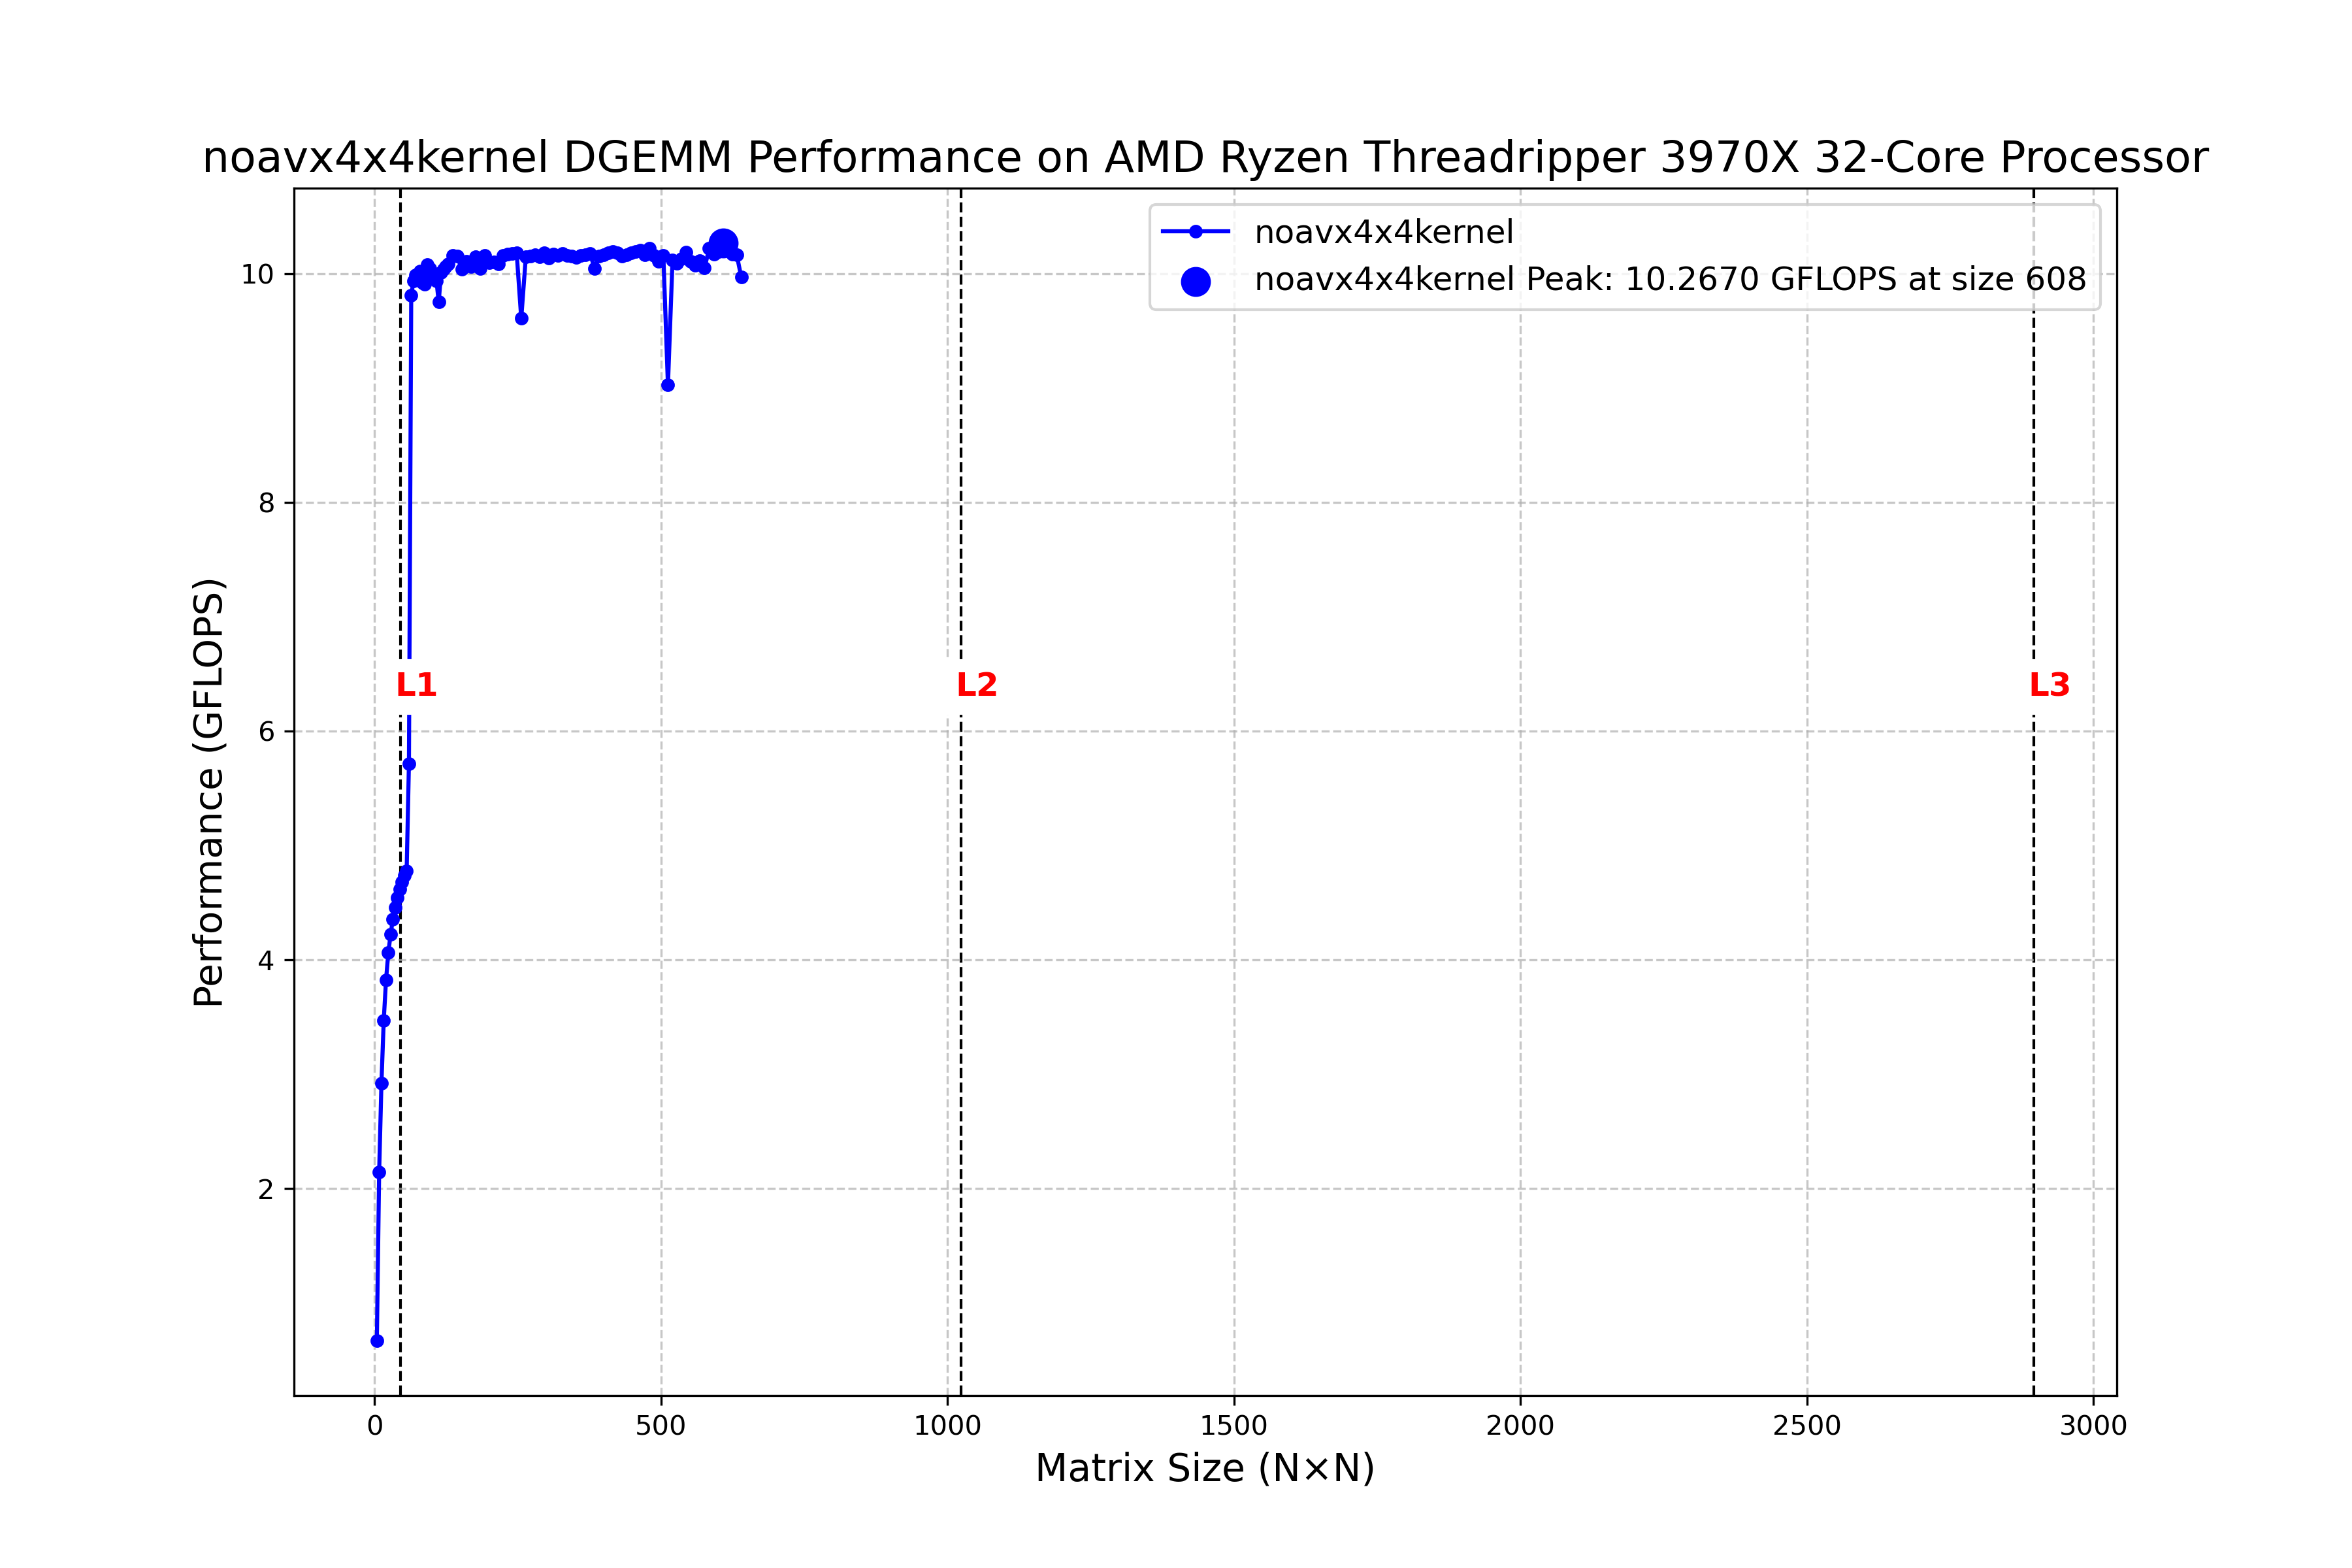 noavx4x4kernel DGEMM Performance on AMD Ryzen Threadripper 3970X 32-Core Processor
noavx4x4kernel
noavx4x4kernel Peak: 10.2670 GFLOPS at size 608
10
8
6
4
2
Performance (GFLOPS)
L1
L2
L3
0
500
1000
1500
2000
2500
3000
Matrix Size (N×N)